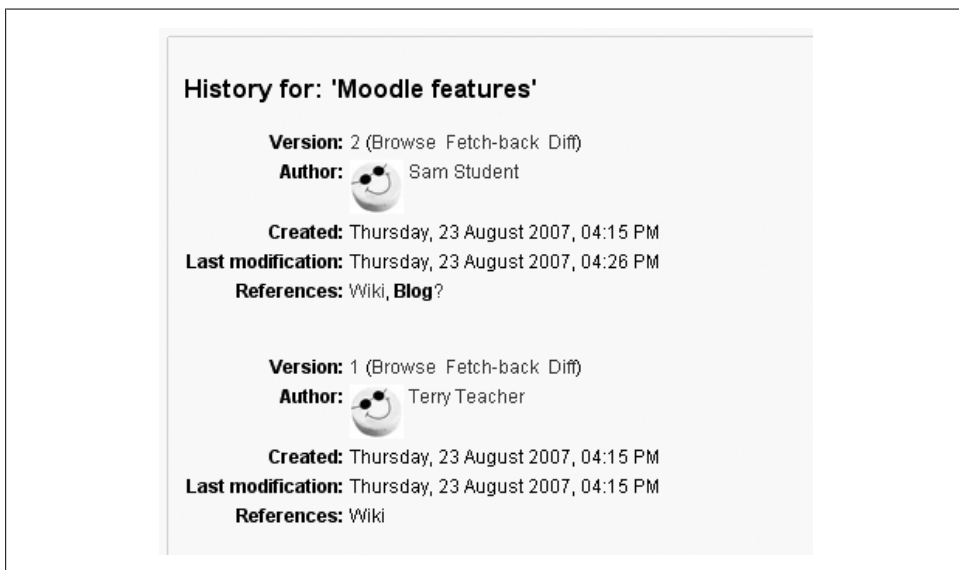 History for: 'Moodle features'
Version: 2 (Browse Fetch-back Diff)
Author: Sam Student
Created: Thursday, 23 August 2007, 04:15 PM
Last modification: Thursday, 23 August 2007, 04:26 PM
References: Wiki, Blog?
Version: 1 (Browse Fetch-back Diff)
Author: Terry Teacher
Created: Thursday, 23 August 2007, 04:15 PM
Last modification: Thursday, 23 August 2007, 04:15 PM
References: Wiki